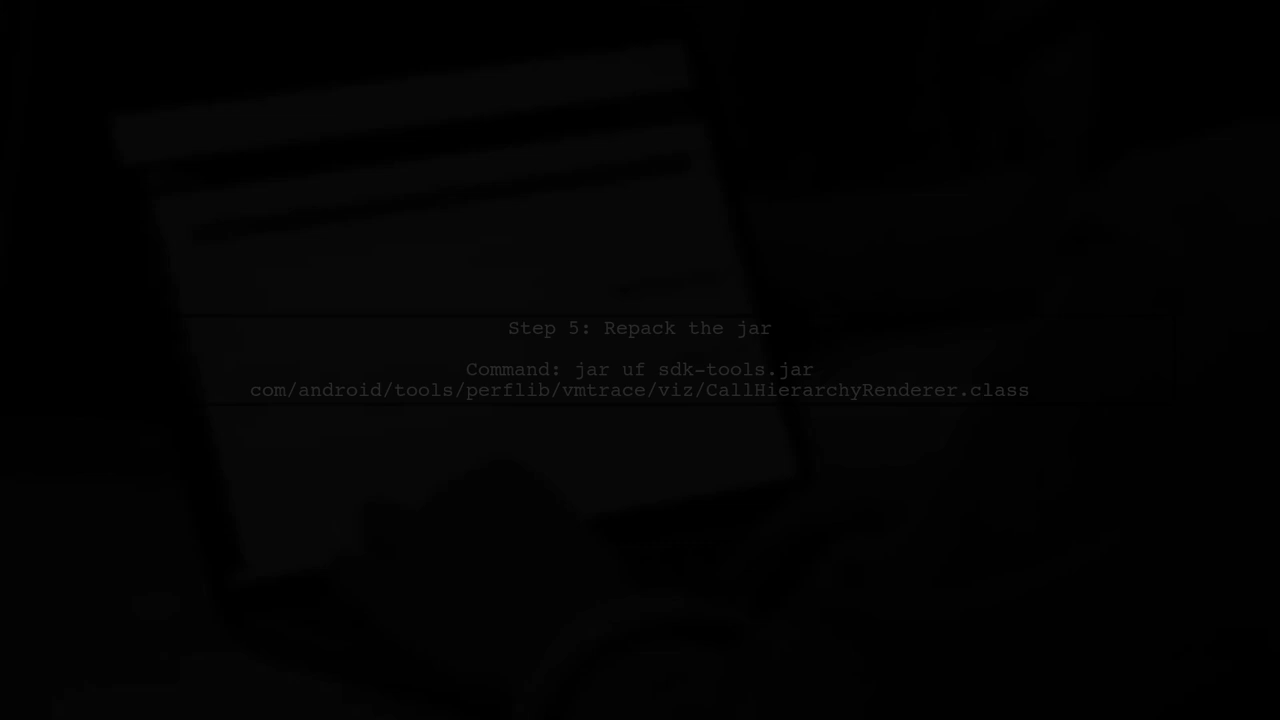 Step 5: Repack the jar
Command: jar uf sdk-tools.jar
com/android/tools/perflib/vmtrace/viz/CallHierarchyRenderer.class